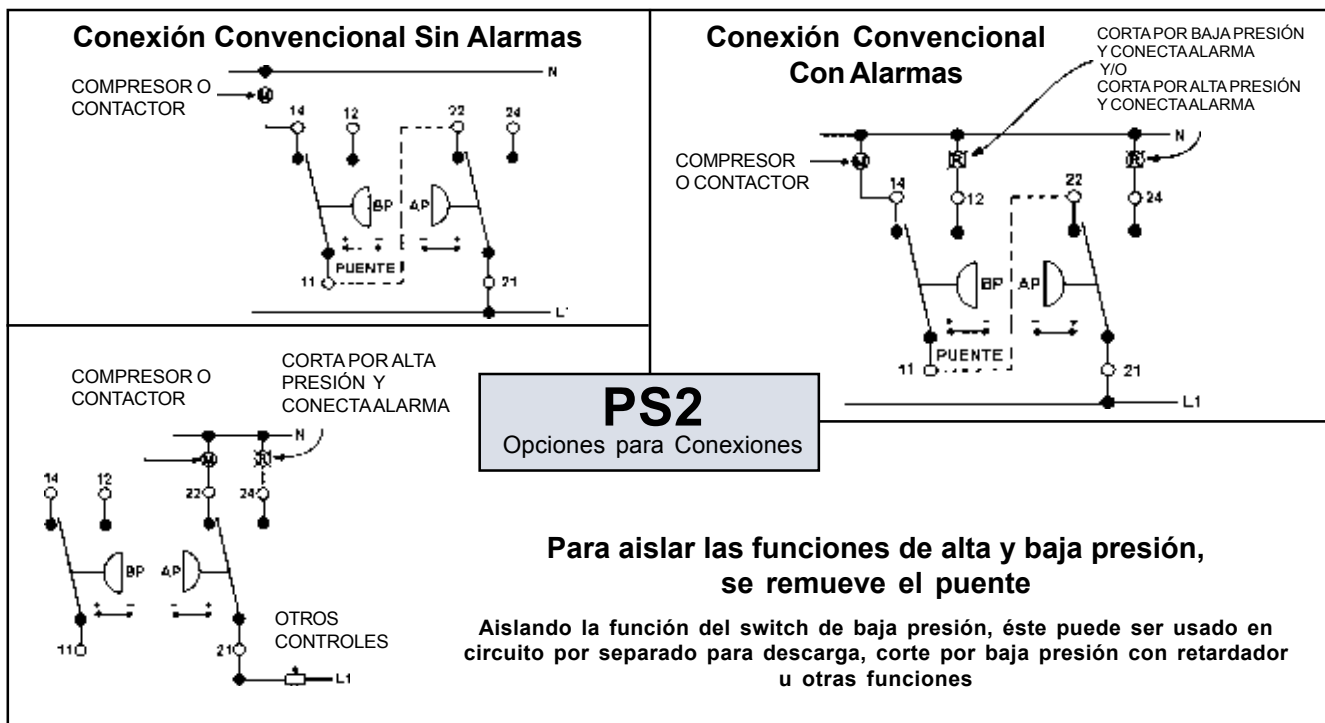 Conexión Convencional Sin Alarmas
COMPRESOR O
CONTACTOR
N
M
14
12
22
24
BP
AP
+ - - +
PUENTE
11
21
L1
Conexión Convencional
Con Alarmas
CORTA POR BAJA PRESIÓN
Y CONECTA ALARMA
Y/O
CORTA POR ALTA PRESIÓN
Y CONECTA ALARMA
N
COMPRESOR
O CONTACTOR
M
R
R
14
12
22
24
BP
AP
+ - - +
PUENTE
11
21
L1
COMPRESOR O
CONTACTOR
CORTA POR ALTA
PRESIÓN Y
CONECTA ALARMA
N
M
R
14
12
22
24
BP
AP
+ - - +
11
21
OTROS
CONTROLES
L1
PS2
Opciones para Conexiones
Para aislar las funciones de alta y baja presión,
se remueve el puente
Aislando la función del switch de baja presión, éste puede ser usado en
circuito por separado para descarga, corte por baja presión con retardador
u otras funciones